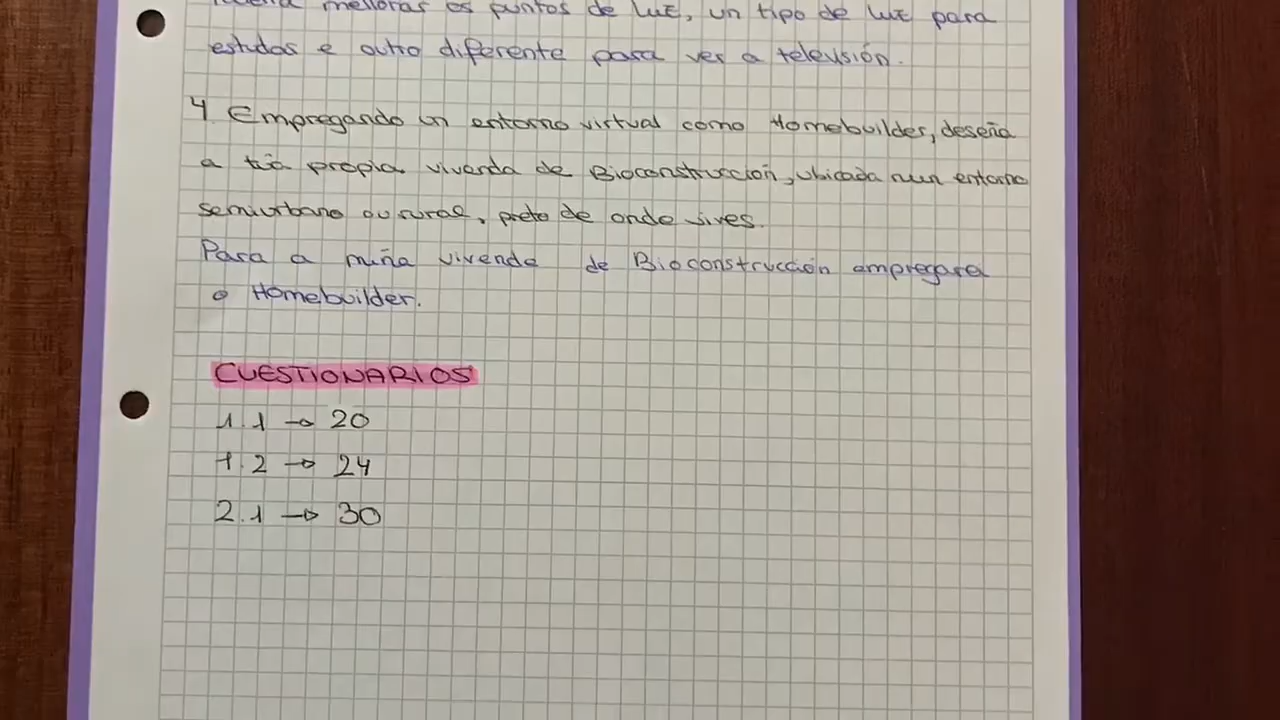 melloras os puntos de luz, un tipo de luz para
estudos e outro diferente para ver a televisión.
4 Empregando un entorno virtual como Homebuilder, deseña
a túa propia vivenda de Bioconstrucción, ubicada nun entorno
semiurbano ou rural, preto de onde vives.
Para a miña vivenda de Bioconstrucción empregara
o Homebuilder.
CUESTIONARIOS
1.1 → 20
1.2 → 24
2.1 → 30